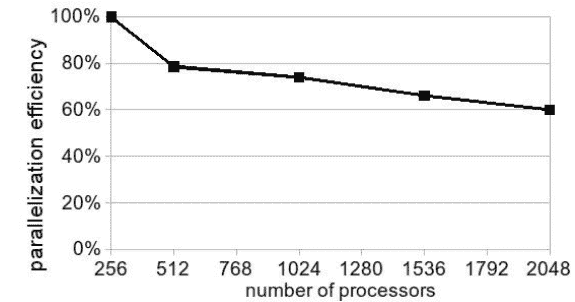 100%
80%
60%
40%
20%
0%
parallelization efficiency
256 512 768 1024 1280 1536 1792 2048
number of processors